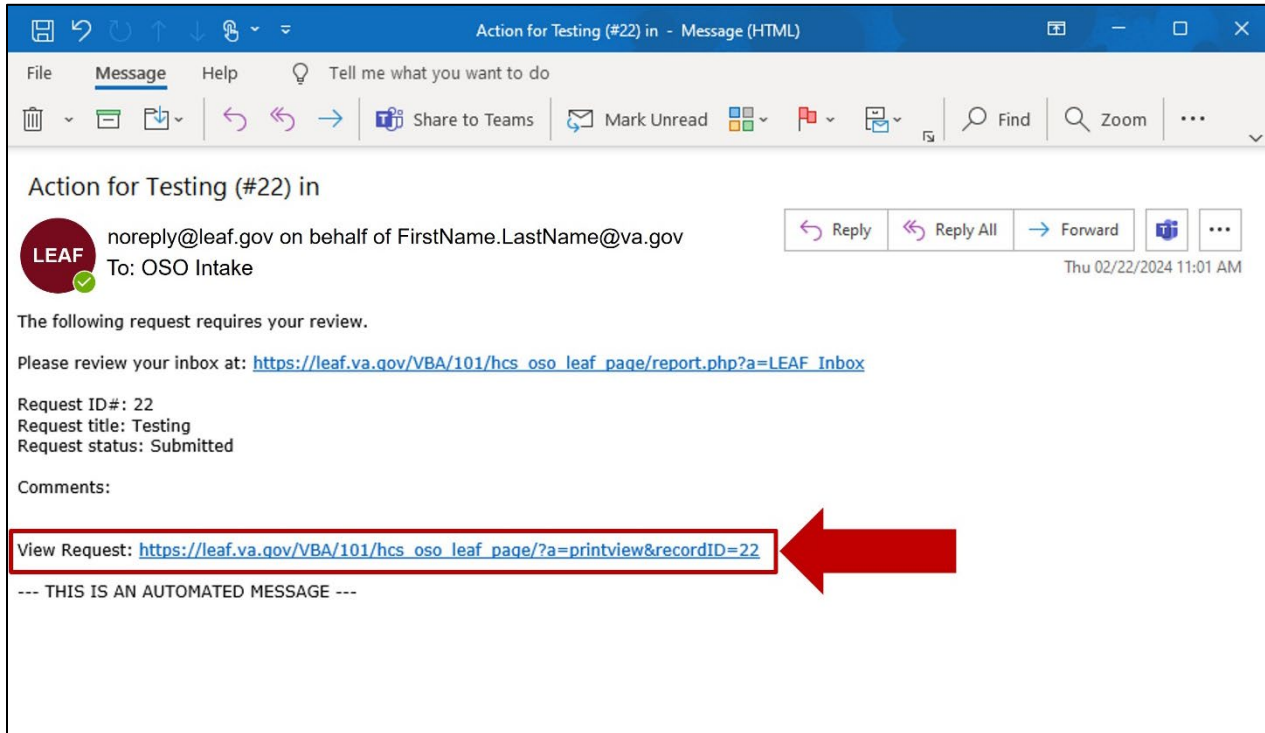 Action for Testing (#22) in - Message (HTML)
File Message Help Tell me what you want to do
Share to Teams Mark Unread Find Zoom
Action for Testing (#22) in
LEAF
noreply@leaf.gov on behalf of FirstName.LastName@va.gov
To: OSO Intake
Reply Reply All Forward
Thu 02/22/2024 11:01 AM
The following request requires your review.
Please review your inbox at: https://leaf.va.gov/VBA/101/hcs_oso_leaf_page/report.php?a=LEAF_Inbox
Request ID#: 22
Request title: Testing
Request status: Submitted
Comments:
View Request: https://leaf.va.gov/VBA/101/hcs_oso_leaf_page/?a=printview&recordID=22
--- THIS IS AN AUTOMATED MESSAGE ---